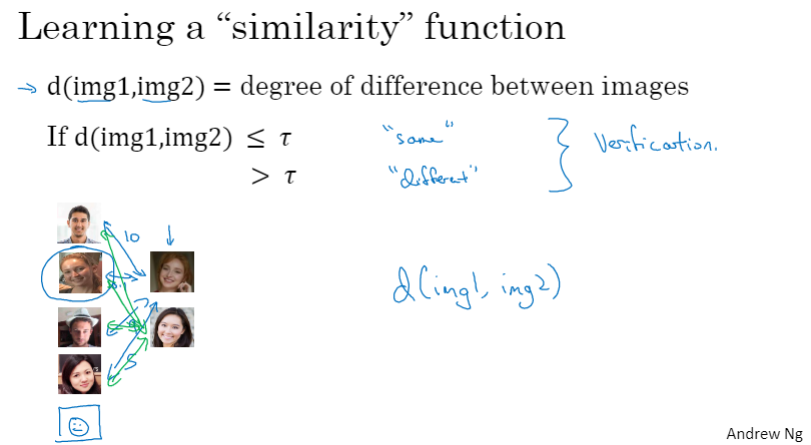 Learning a “similarity” function
→ d(img1,img2) = degree of difference between images
If d(img1,img2) ≤ τ "same"
> τ "different"
Verification.
10
d(img1, img2)
5
Andrew Ng